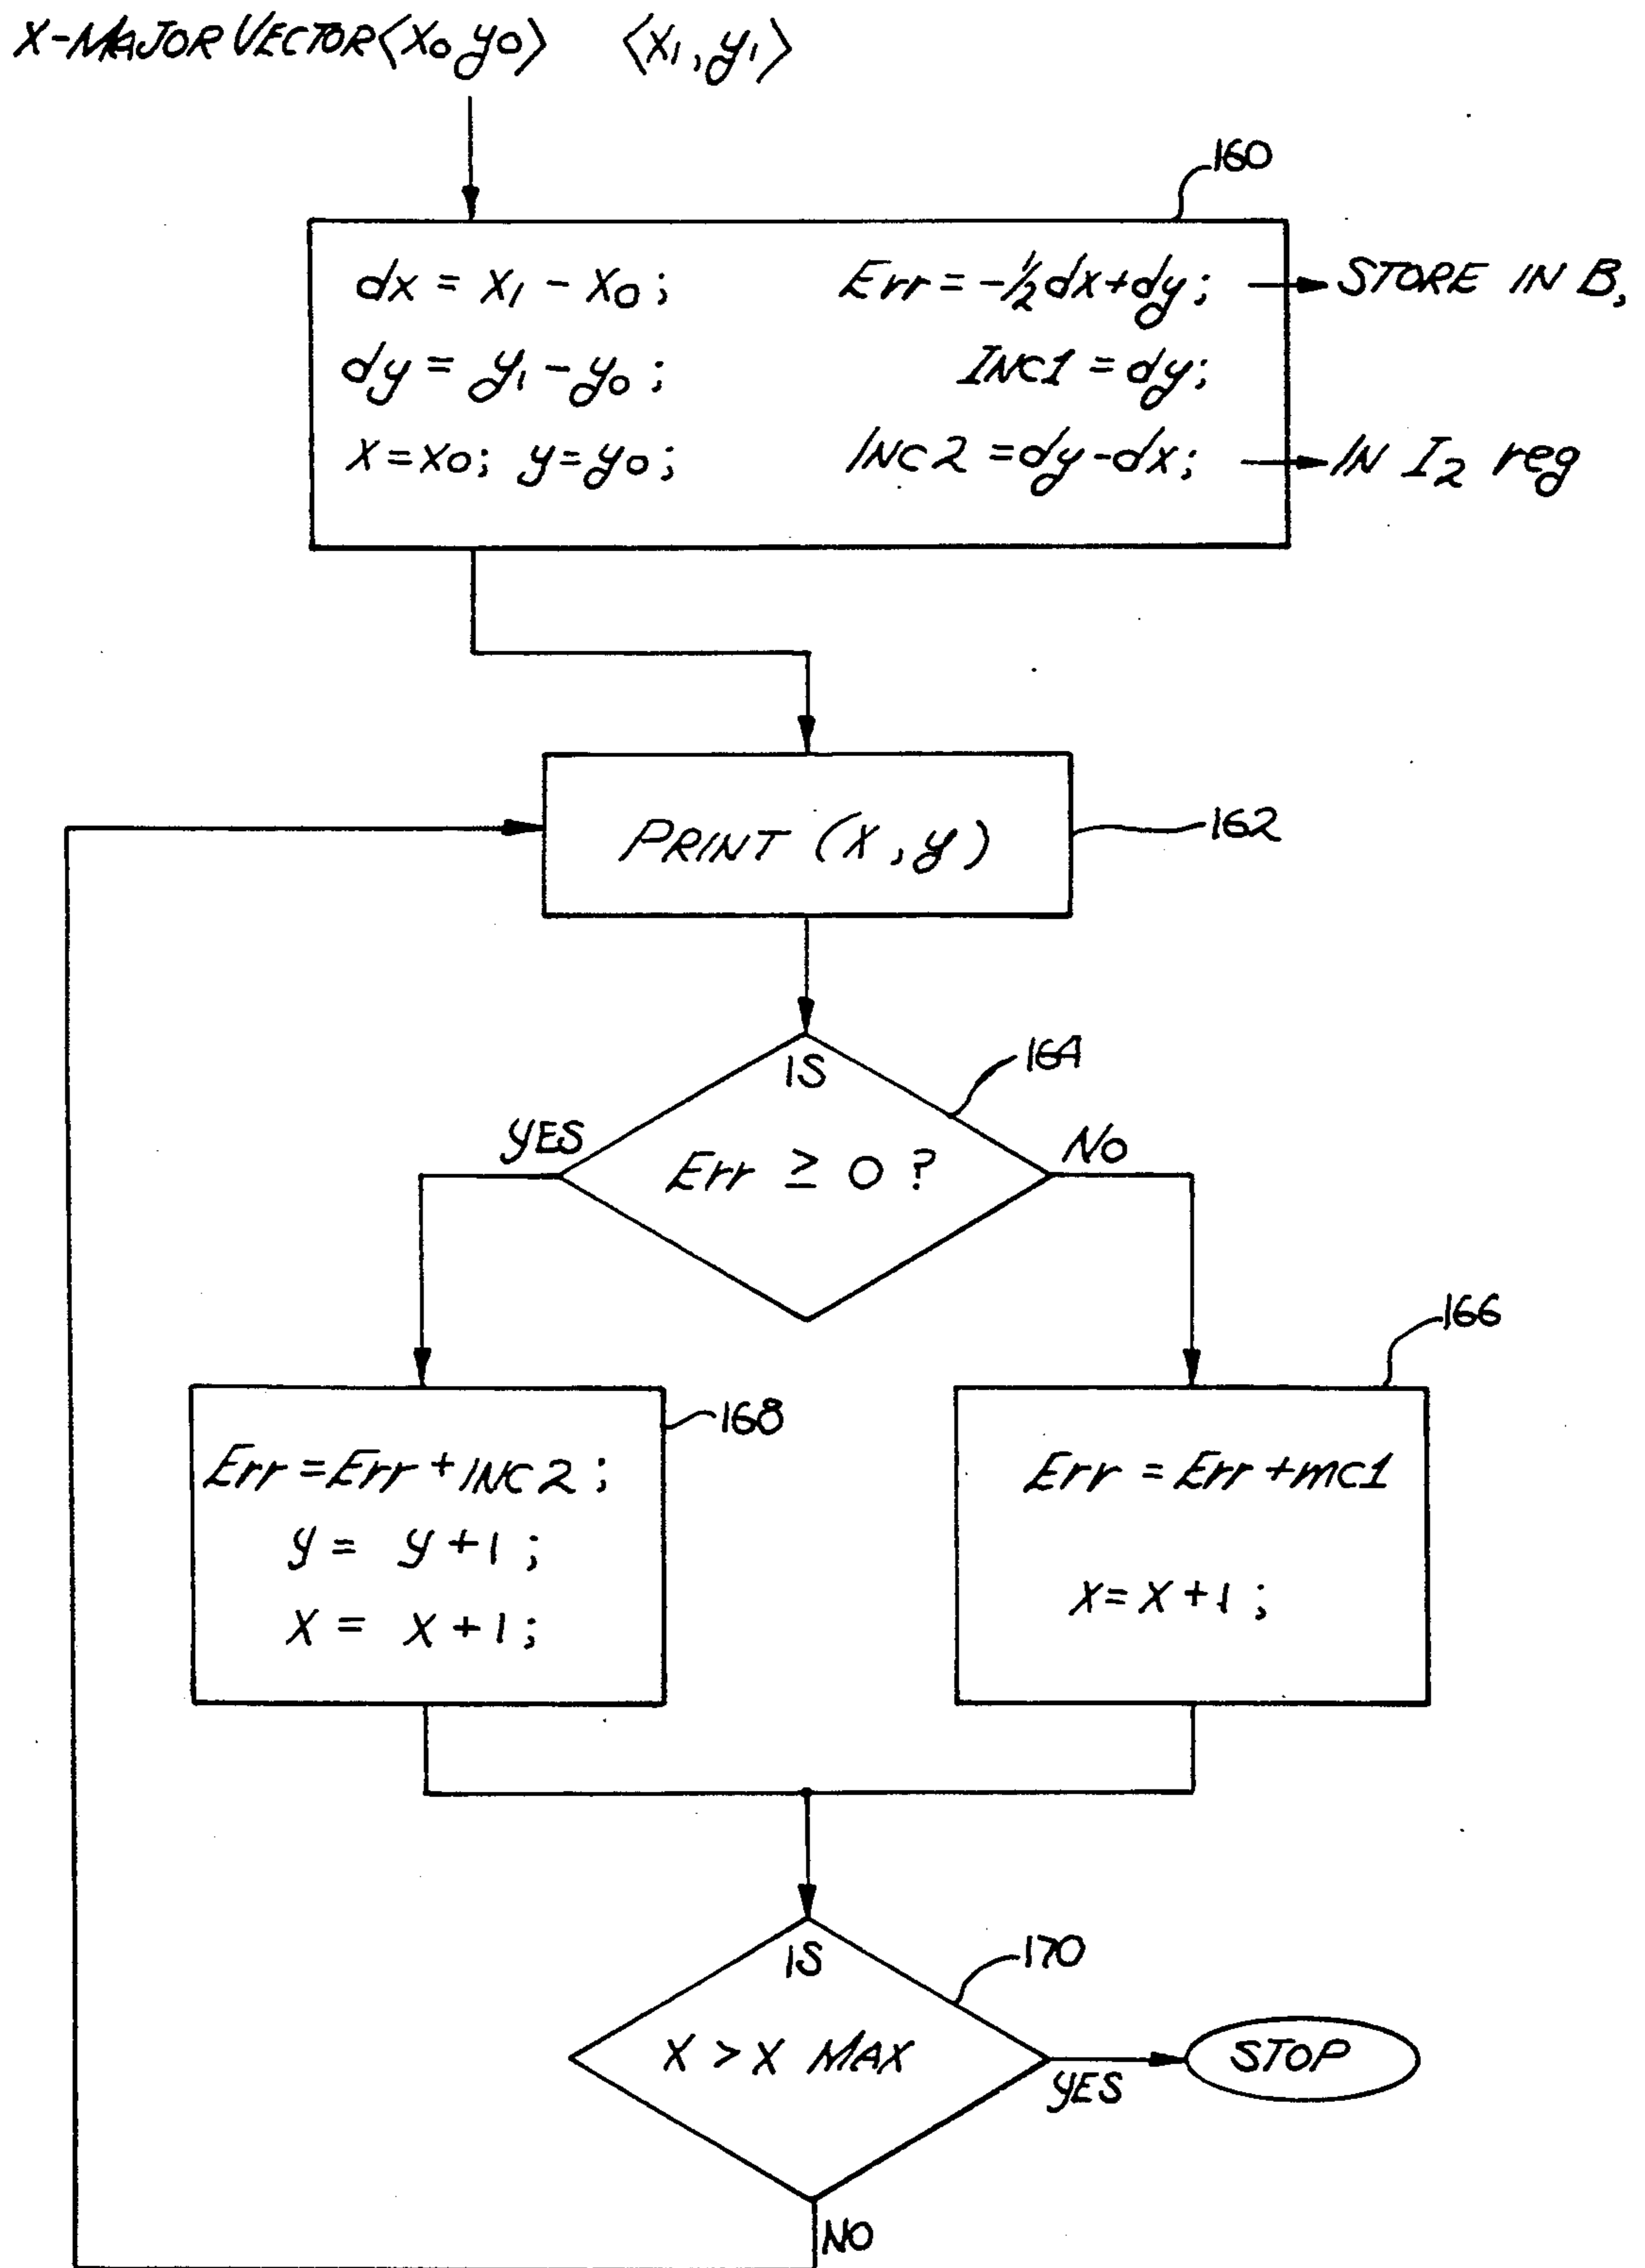 X-MAJOR VECTOR⟨X₀ y₀⟩ ⟨X₁, y₁⟩
160
dx = X₁ - X₀; Err = -½dx+dy; STORE IN B,
dy = y₁ - y₀; INC1 = dy;
X = X₀; y = y₀; INC2 = dy-dx; IN I₂ reg
PRINT (X, y)
162
IS
164
YES
Err ≥ 0 ?
NO
166
168
Err = Err + INC2;
y = y + 1;
X = X + 1;
Err = Err + mc1
X = X + 1;
IS
170
X > X MAX
YES
STOP
NO